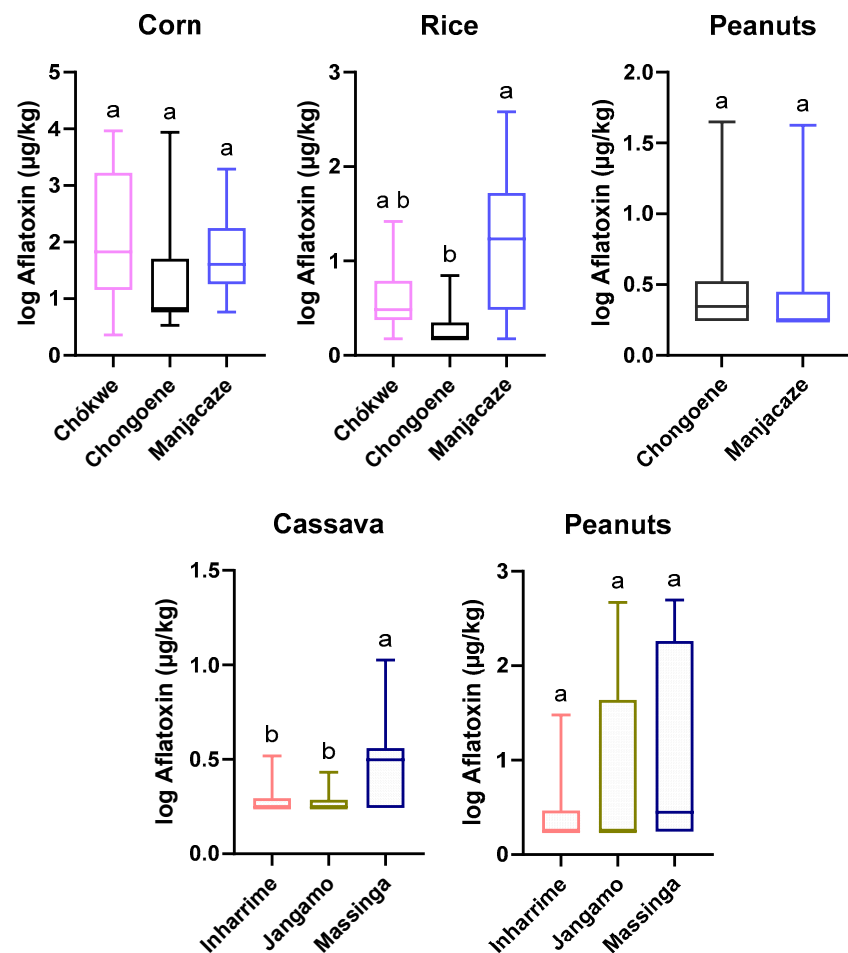 Corn
log Aflatoxin (µg/kg)
5
4
3
2
1
0
a
a
a
Chókwe
Chongoene
Manjacaze
Rice
log Aflatoxin (µg/kg)
3
2
1
0
a b
b
a
Chókwe
Chongoene
Manjacaze
Peanuts
log Aflatoxin (µg/kg)
2.0
1.5
1.0
0.5
0.0
a
a
Chongoene
Manjacaze
Cassava
log Aflatoxin (µg/kg)
1.5
1.0
0.5
0.0
b
b
a
Inharrime
Jangamo
Massinga
Peanuts
log Aflatoxin (µg/kg)
3
2
1
0
a
a
a
Inharrime
Jangamo
Massinga